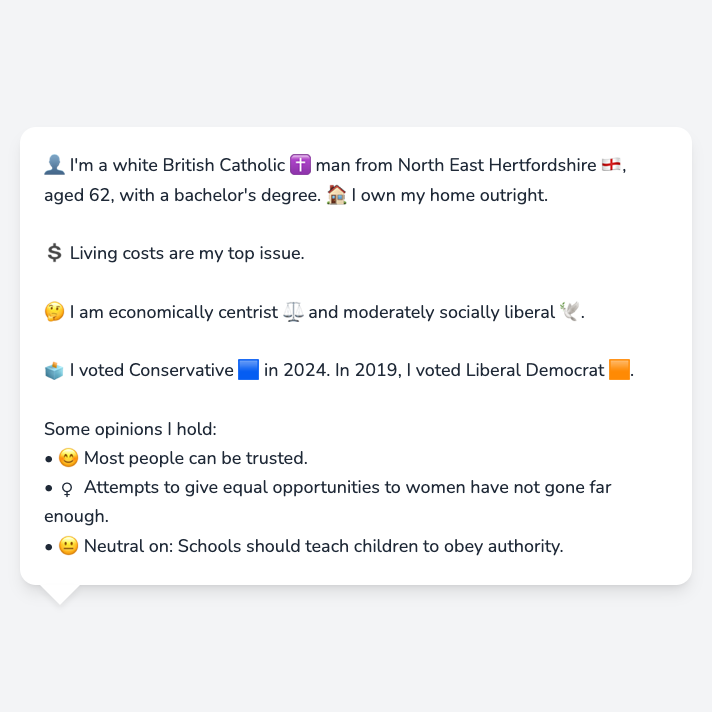 👤 I'm a white British Catholic ✝️ man from North East Hertfordshire 🏴󠁧󠁢󠁥󠁮󠁧󠁿,
aged 62, with a bachelor's degree. 🏠 I own my home outright.
💲 Living costs are my top issue.
🤔 I am economically centrist ⚖️ and moderately socially liberal 🕊️.
🗳️ I voted Conservative 🟦 in 2024. In 2019, I voted Liberal Democrat 🟧.
Some opinions I hold:
• 😊 Most people can be trusted.
• ♀ Attempts to give equal opportunities to women have not gone far
enough.
• 😐 Neutral on: Schools should teach children to obey authority.